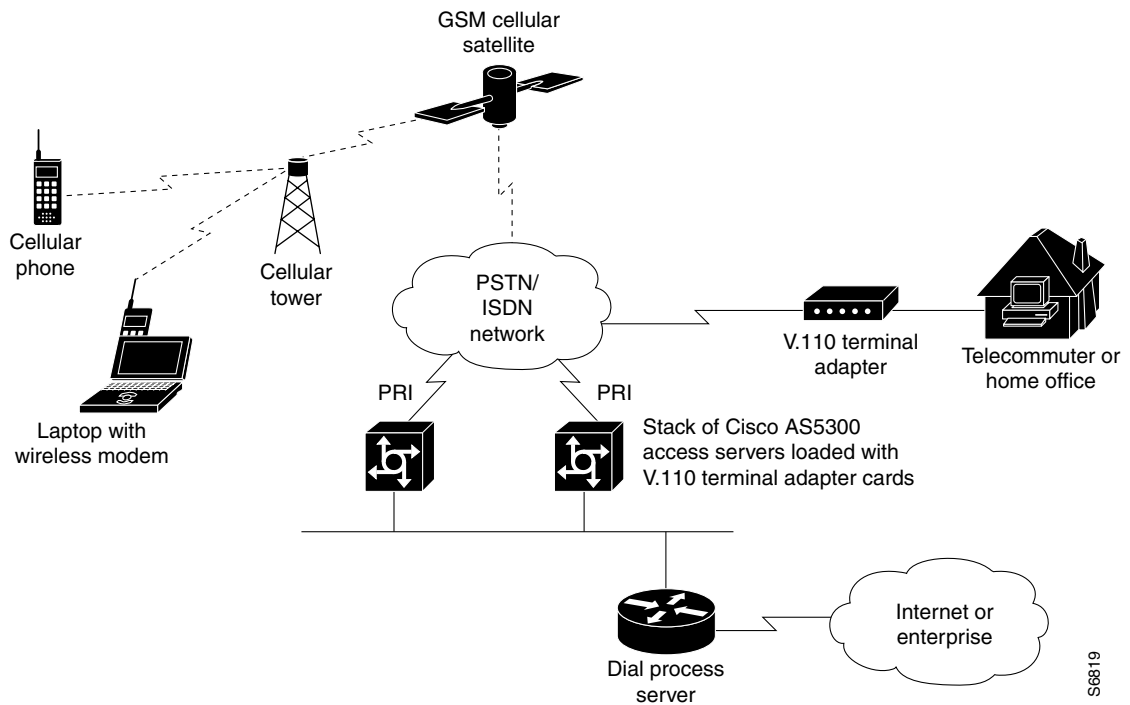 GSM cellular
satellite
Cellular
phone
Cellular
tower
PSTN/
ISDN
network
V.110 terminal
adapter
Telecommuter or
home office
Laptop with
wireless modem
PRI
PRI
Stack of Cisco AS5300
access servers loaded with
V.110 terminal adapter cards
Internet or
enterprise
Dial process
server
S6819